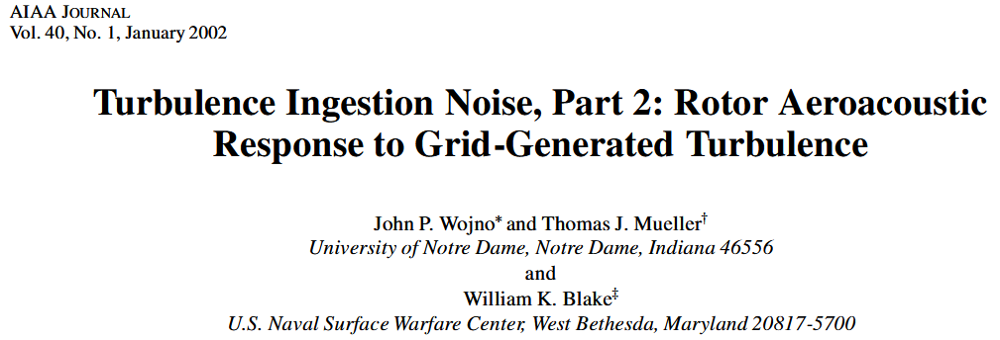 AIAA JOURNAL
Vol. 40, No. 1, January 2002
Turbulence Ingestion Noise, Part 2: Rotor Aeroacoustic
Response to Grid-Generated Turbulence
John P. Wojno* and Thomas J. Mueller†
University of Notre Dame, Notre Dame, Indiana 46556
and
William K. Blake‡
U.S. Naval Surface Warfare Center, West Bethesda, Maryland 20817-5700